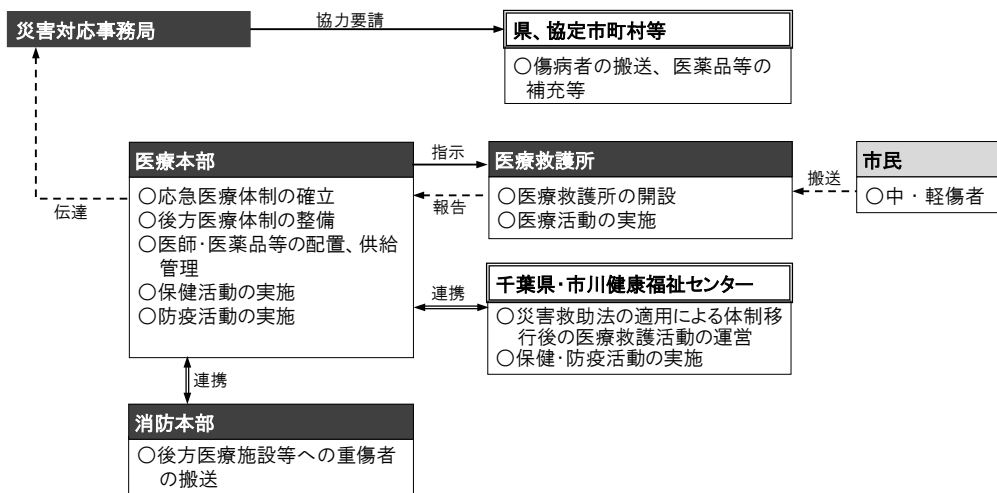 災害対応事務局
協力要請
県、協定市町村等
○傷病者の搬送、医薬品等の
補充等
医療本部
○応急医療体制の確立
○後方医療体制の整備
○医師・医薬品等の配置、供給
管理
○保健活動の実施
○防疫活動の実施
伝達
指示
報告
医療救護所
○医療救護所の開設
○医療活動の実施
搬送
市民
○中・軽傷者
連携
千葉県・市川健康福祉センター
○災害救助法の適用による体制移
行後の医療救護活動の運営
○保健・防疫活動の実施
連携
消防本部
○後方医療施設等への重傷者
の搬送